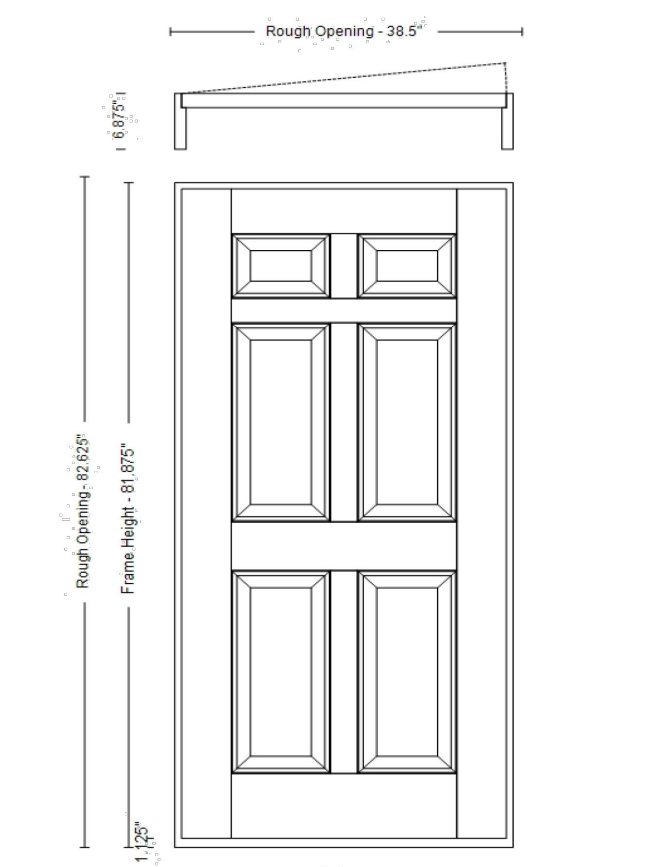 Rough Opening - 38.5"
6.875"
Rough Opening - 82.625"
Frame Height - 81.875"
1.125"